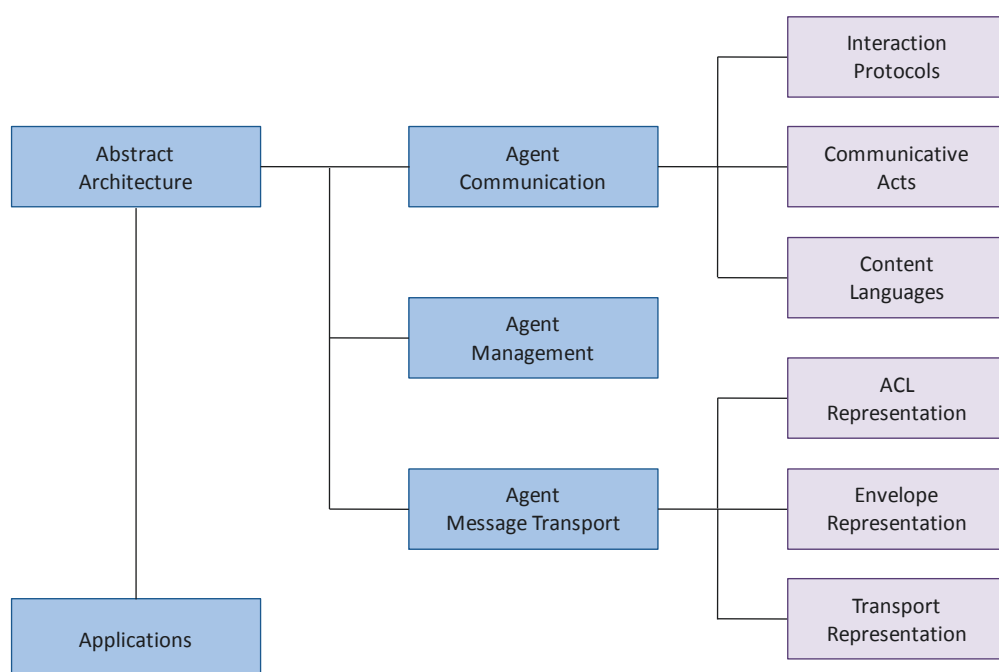 Interaction
Protocols
Abstract
Architecture
Agent
Communication
Communicative
Acts
Content
Languages
Agent
Management
ACL
Representation
Agent
Message Transport
Envelope
Representation
Applications
Transport
Representation